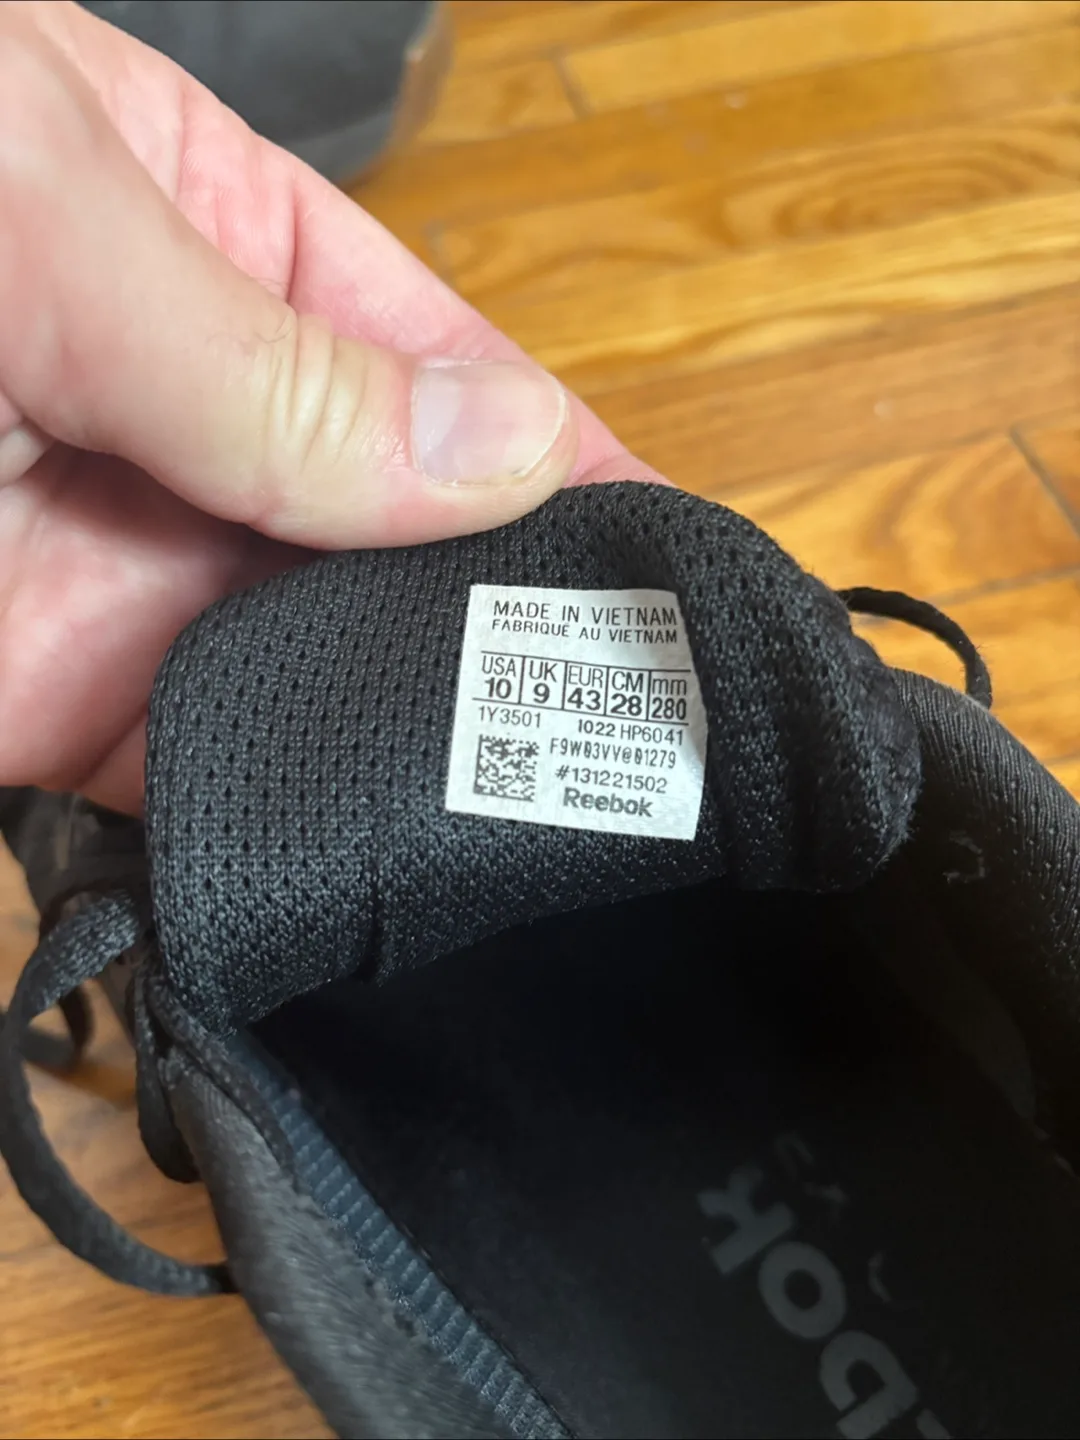 MADE IN VIETNAM
FABRIQUÉ AU VIETNAM
USA UK EUR CM mm
10 9 43 28 280
1Y3501 1022 HP6041
F9W03VV@01279
#131221502
Reebok